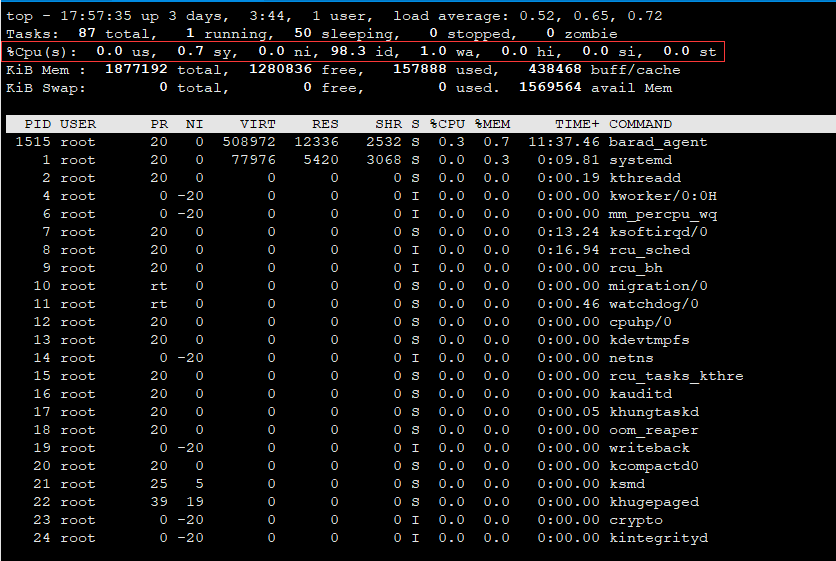 top - 17:57:35 up 3 days,  3:44,  1 user,  load average: 0.52, 0.65, 0.72
Tasks:  87 total,   1 running,  50 sleeping,   0 stopped,   0 zombie
%Cpu(s):  0.0 us,  0.7 sy,  0.0 ni, 98.3 id,  1.0 wa,  0.0 hi,  0.0 si,  0.0 st
KiB Mem :  1877192 total,  1280836 free,   157888 used,   438468 buff/cache
KiB Swap:        0 total,        0 free,        0 used.  1569564 avail Mem
PID USER      PR  NI    VIRT    RES    SHR S %CPU %MEM     TIME+ COMMAND
1515 root      20   0  508972  12336   2532 S  0.3  0.7  11:37.46 barad_agent
1 root      20   0   77976   5420   3068 S  0.0  0.3   0:09.81 systemd
2 root      20   0       0      0      0 S  0.0  0.0   0:00.19 kthreadd
4 root       0 -20       0      0      0 I  0.0  0.0   0:00.00 kworker/0:0H
6 root       0 -20       0      0      0 I  0.0  0.0   0:00.00 mm_percpu_wq
7 root      20   0       0      0      0 S  0.0  0.0   0:13.24 ksoftirqd/0
8 root      20   0       0      0      0 I  0.0  0.0   0:16.94 rcu_sched
9 root      20   0       0      0      0 I  0.0  0.0   0:00.00 rcu_bh
10 root      rt   0       0      0      0 S  0.0  0.0   0:00.00 migration/0
11 root      rt   0       0      0      0 S  0.0  0.0   0:00.46 watchdog/0
12 root      20   0       0      0      0 S  0.0  0.0   0:00.00 cpuhp/0
13 root      20   0       0      0      0 S  0.0  0.0   0:00.00 kdevtmpfs
14 root       0 -20       0      0      0 I  0.0  0.0   0:00.00 netns
15 root      20   0       0      0      0 S  0.0  0.0   0:00.00 rcu_tasks_kthre
16 root      20   0       0      0      0 S  0.0  0.0   0:00.00 kauditd
17 root      20   0       0      0      0 S  0.0  0.0   0:00.05 khungtaskd
18 root      20   0       0      0      0 S  0.0  0.0   0:00.00 oom_reaper
19 root       0 -20       0      0      0 I  0.0  0.0   0:00.00 writeback
20 root      20   0       0      0      0 S  0.0  0.0   0:00.00 kcompactd0
21 root      25   5       0      0      0 S  0.0  0.0   0:00.00 ksmd
22 root      39  19       0      0      0 S  0.0  0.0   0:00.00 khugepaged
23 root       0 -20       0      0      0 I  0.0  0.0   0:00.00 crypto
24 root       0 -20       0      0      0 I  0.0  0.0   0:00.00 kintegrityd